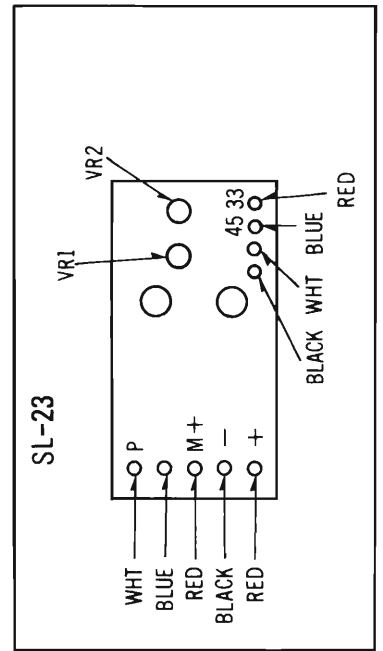 SL-23
VR1
VR2
WHT P
BLUE
RED M+
BLACK −
RED +
45 33
BLACK
WHT
BLUE
RED